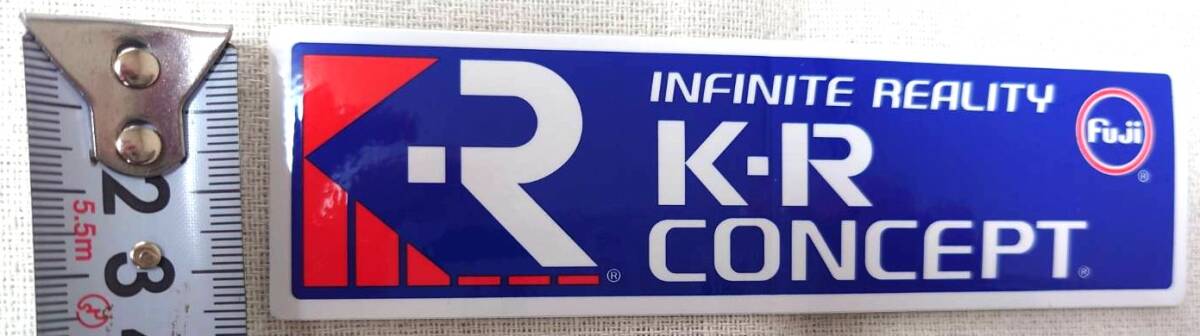 2
3
5.5m
K·R®
INFINITE REALITY
K·R
CONCEPT®
Fuji®